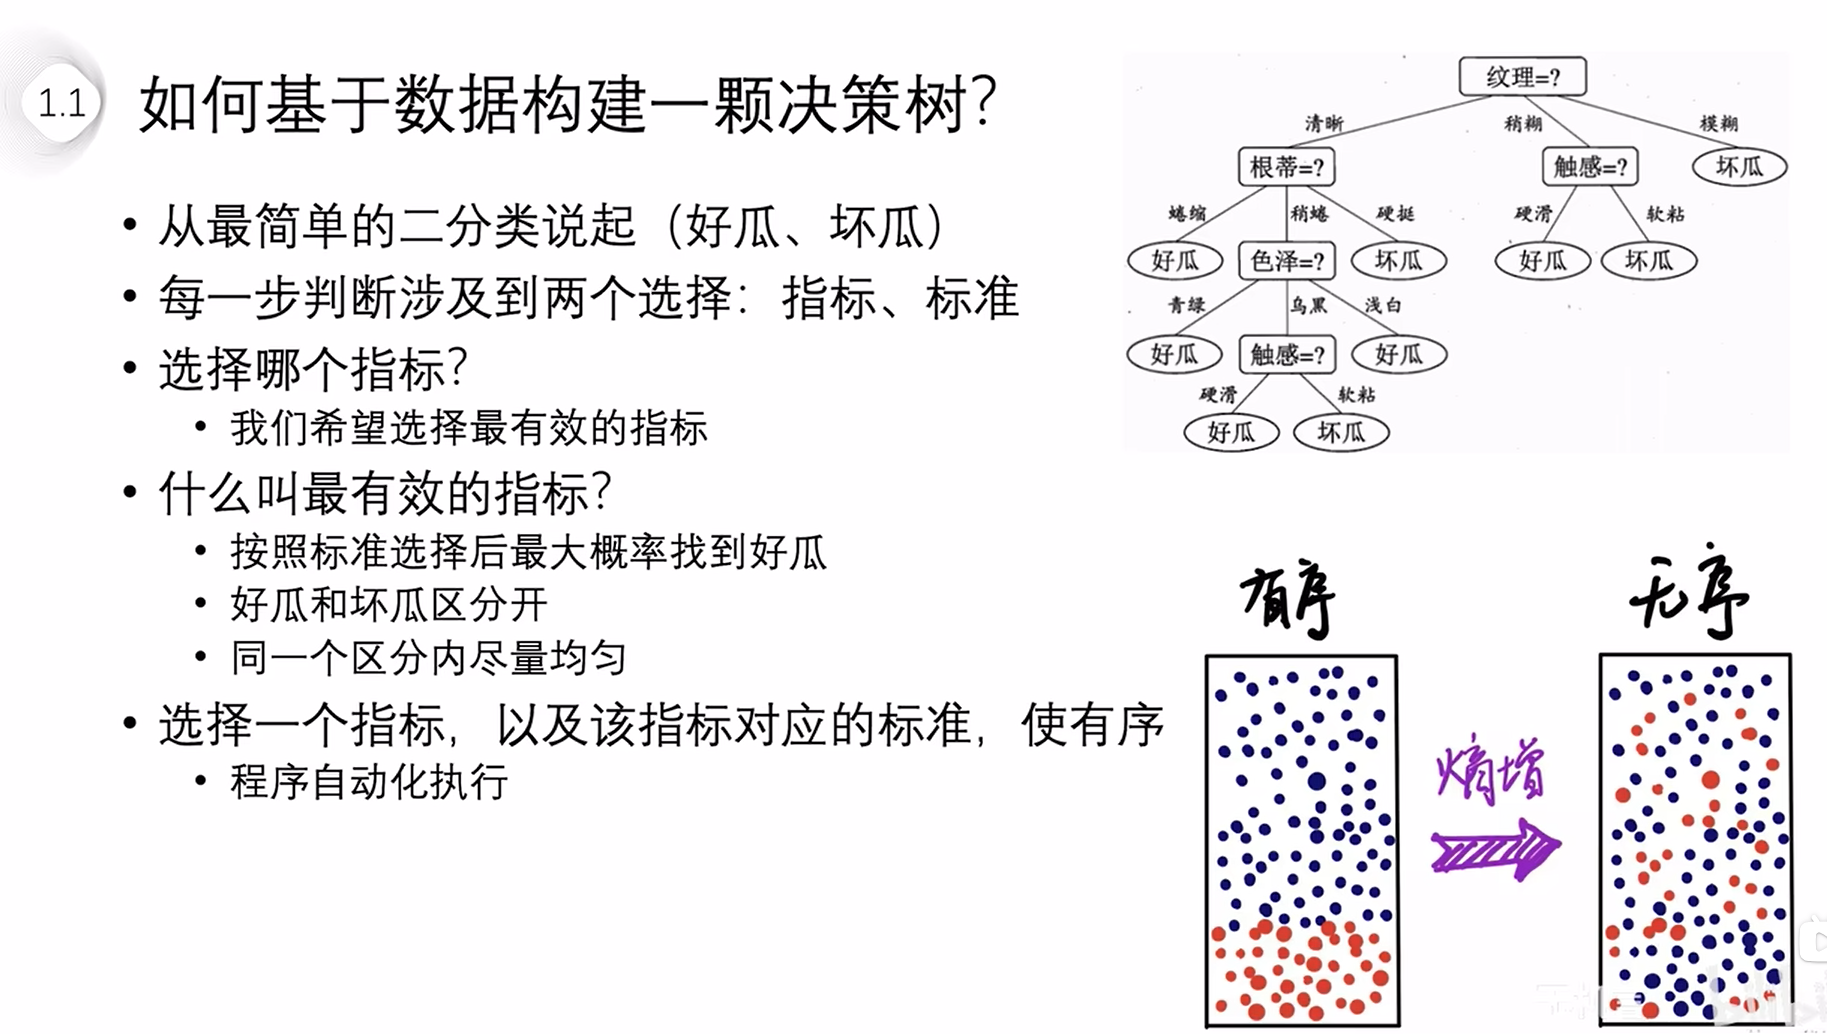 1.1
如何基于数据构建一颗决策树?
• 从最简单的二分类说起（好瓜、坏瓜）
• 每一步判断涉及到两个选择：指标、标准
• 选择哪个指标?
• 我们希望选择最有效的指标
• 什么叫最有效的指标?
• 按照标准选择后最大概率找到好瓜
• 好瓜和坏瓜区分开
• 同一个区分内尽量均匀
• 选择一个指标，以及该指标对应的标准，使有序
• 程序自动化执行
纹理=?
清晰 稍糊 模糊
根蒂=? 触感=? 坏瓜
蜷缩 稍蜷 硬挺 硬滑 软粘
好瓜 色泽=? 坏瓜 好瓜 坏瓜
青绿 乌黑 浅白
好瓜 触感=? 好瓜
硬滑 软粘
好瓜 坏瓜
有序 无序
熵增